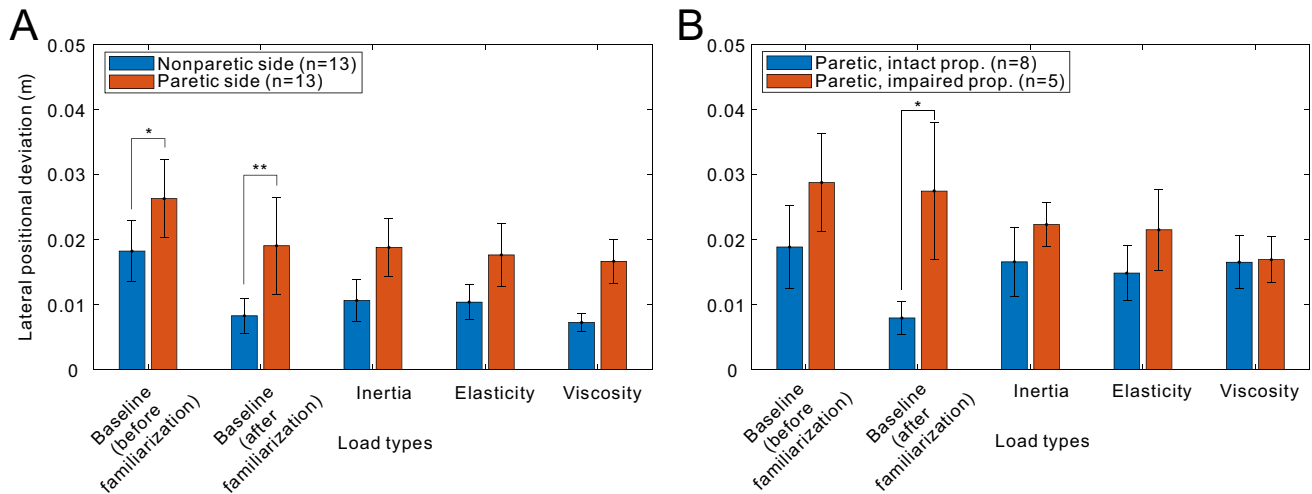 A
Lateral positional deviation (m)
0.05
0.04
0.03
0.02
0.01
0
Nonparetic side (n=13)
Paretic side (n=13)
*
**
Baseline
(before
familiarization)
Baseline
(after
familiarization)
Inertia
Elasticity
Viscosity
Load types
B
0.05
0.04
0.03
0.02
0.01
0
Paretic, intact prop. (n=8)
Paretic, impaired prop. (n=5)
*
Baseline
(before
familiarization)
Baseline
(after
familiarization)
Inertia
Elasticity
Viscosity
Load types